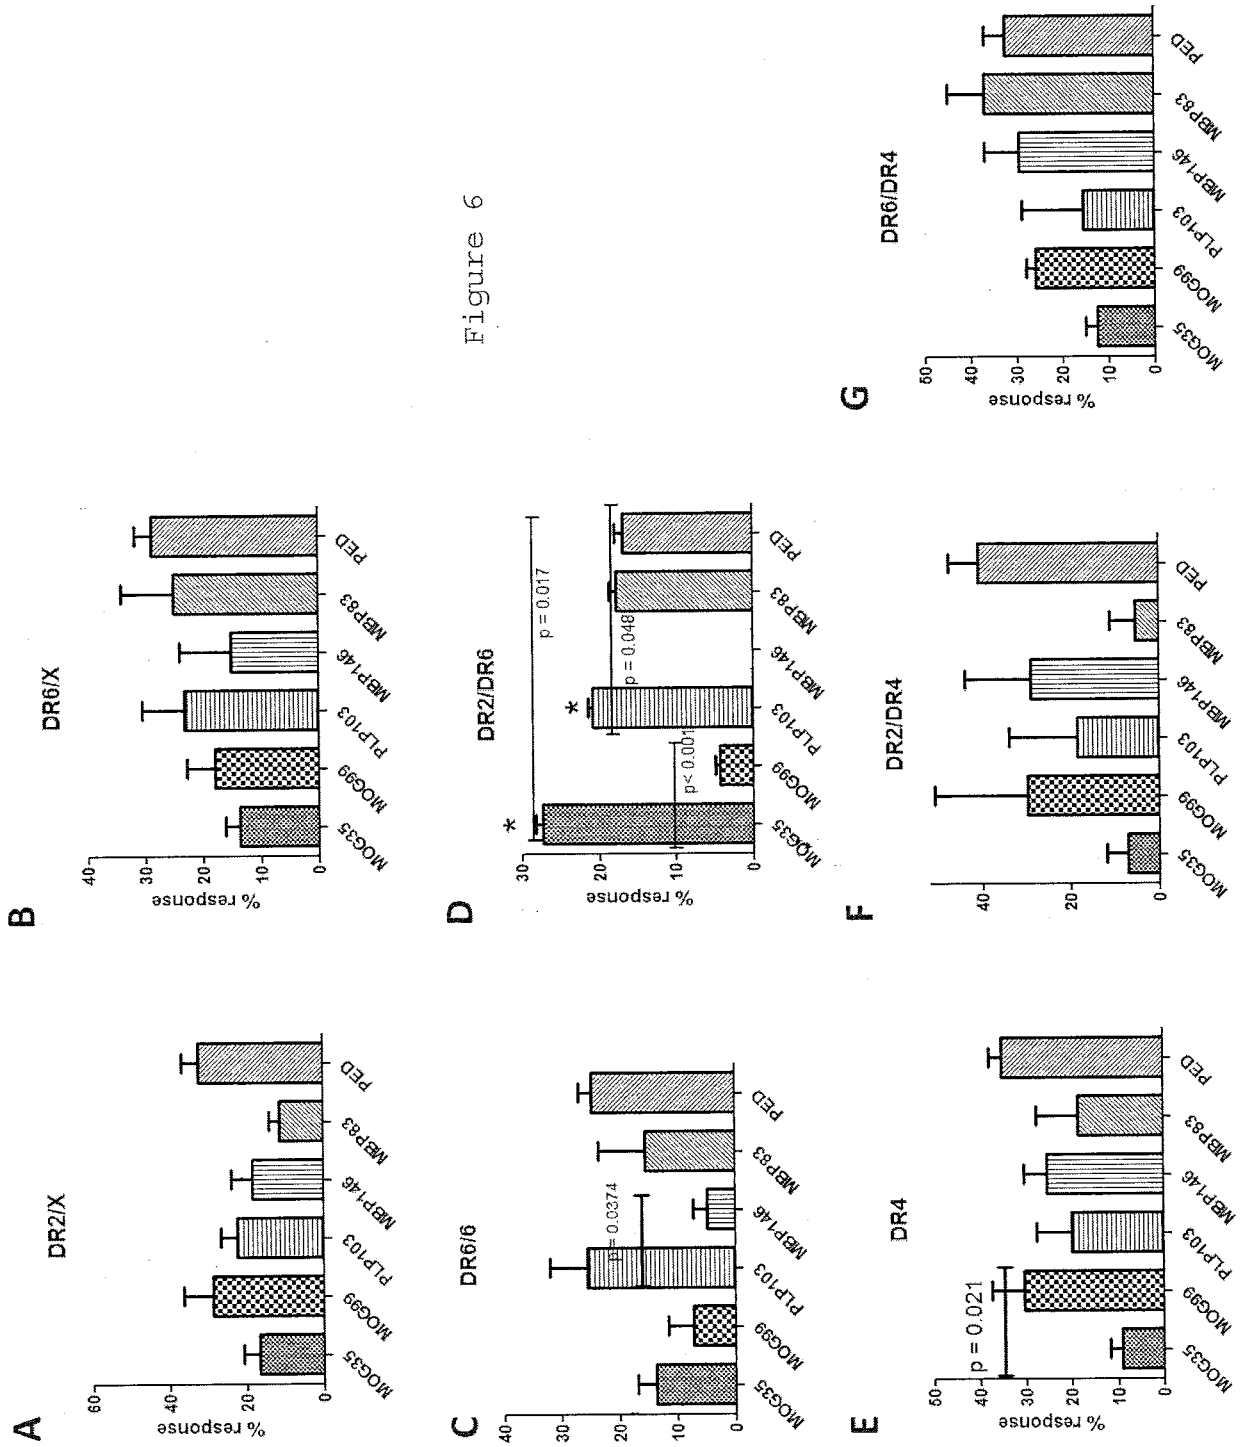 A
DR2/X
% response
60
40
20
0
MOG35
MOG99
PLP103
MBP146
MBP83
PED
B
DR6/X
% response
40
30
20
10
0
MOG35
MOG99
PLP103
MBP146
MBP83
PED
C
DR6/6
% response
40
30
20
10
0
p= 0.0374
MOG35
MOG99
PLP103
MBP146
MBP83
PED
D
DR2/DR6
% response
30
20
10
0
*
*
p = 0.017
p = 0.048
p< 0.001
MOG35
MOG99
PLP103
MBP146
MBP83
PED
Figure 6
E
DR4
% response
50
40
30
20
10
0
p = 0.021
MOG35
MOG99
PLP103
MBP146
MBP83
PED
F
DR2/DR4
% response
40
20
0
MOG35
MOG99
PLP103
MBP146
MBP83
PED
G
DR6/DR4
% response
50
40
30
20
10
0
MOG35
MOG99
PLP103
MBP146
MBP83
PED